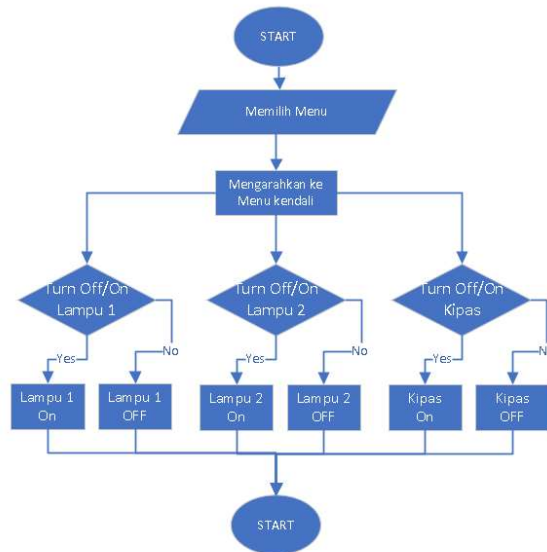 START
Memilih Menu
Mengarahkan ke
Menu kendali
Turn Off/On
Lampu 1
Turn Off/On
Lampu 2
Turn Off/On
Kipas
Yes
No
Yes
No
Yes
Lampu 1
On
Lampu 1
OFF
Lampu 2
On
Lampu 2
OFF
Kipas
On
Kipas
OFF
START